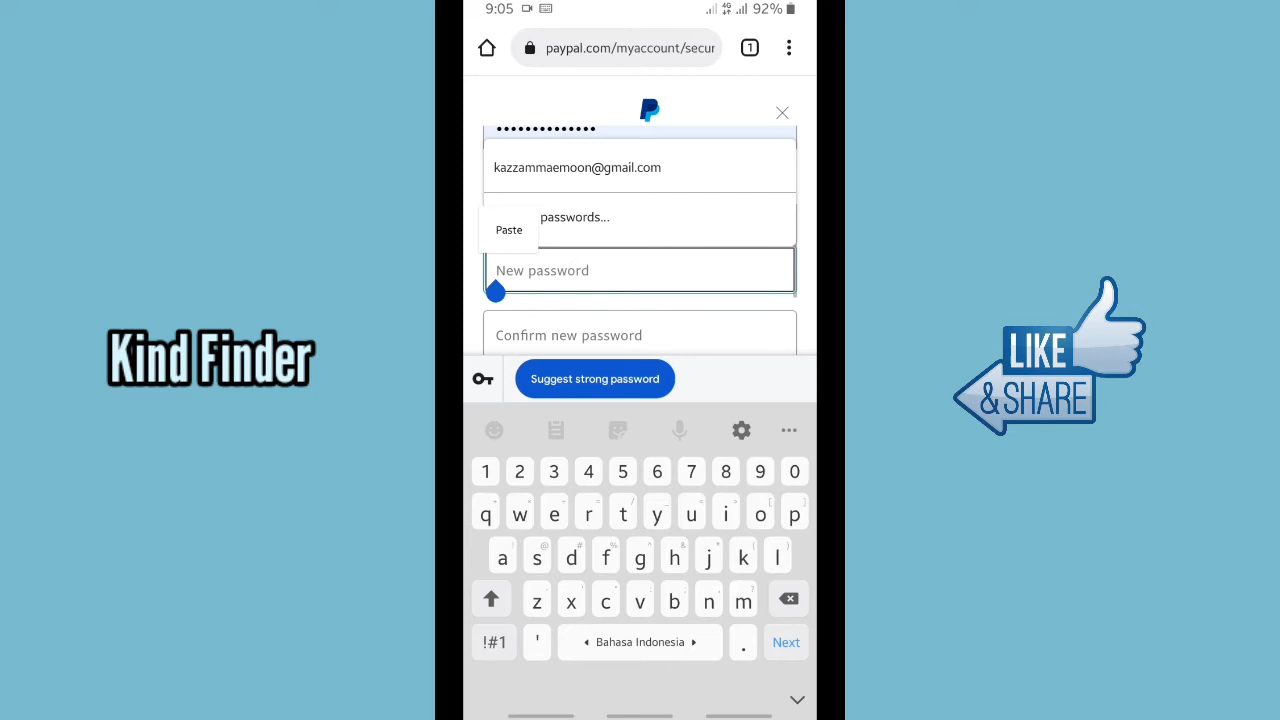 9:05 4G 92%
paypal.com/myaccount/secur 1
••••••••••••••
kazzammaemoon@gmail.com
passwords...
Paste
New password
Confirm new password
Suggest strong password
1 2 3 4 5 6 7 8 9 0
q w e r t y u i o p
a s d f g h j k l
z x c v b n m
!#1 ' Bahasa Indonesia . Next
Kind Finder
LIKE
& SHARE